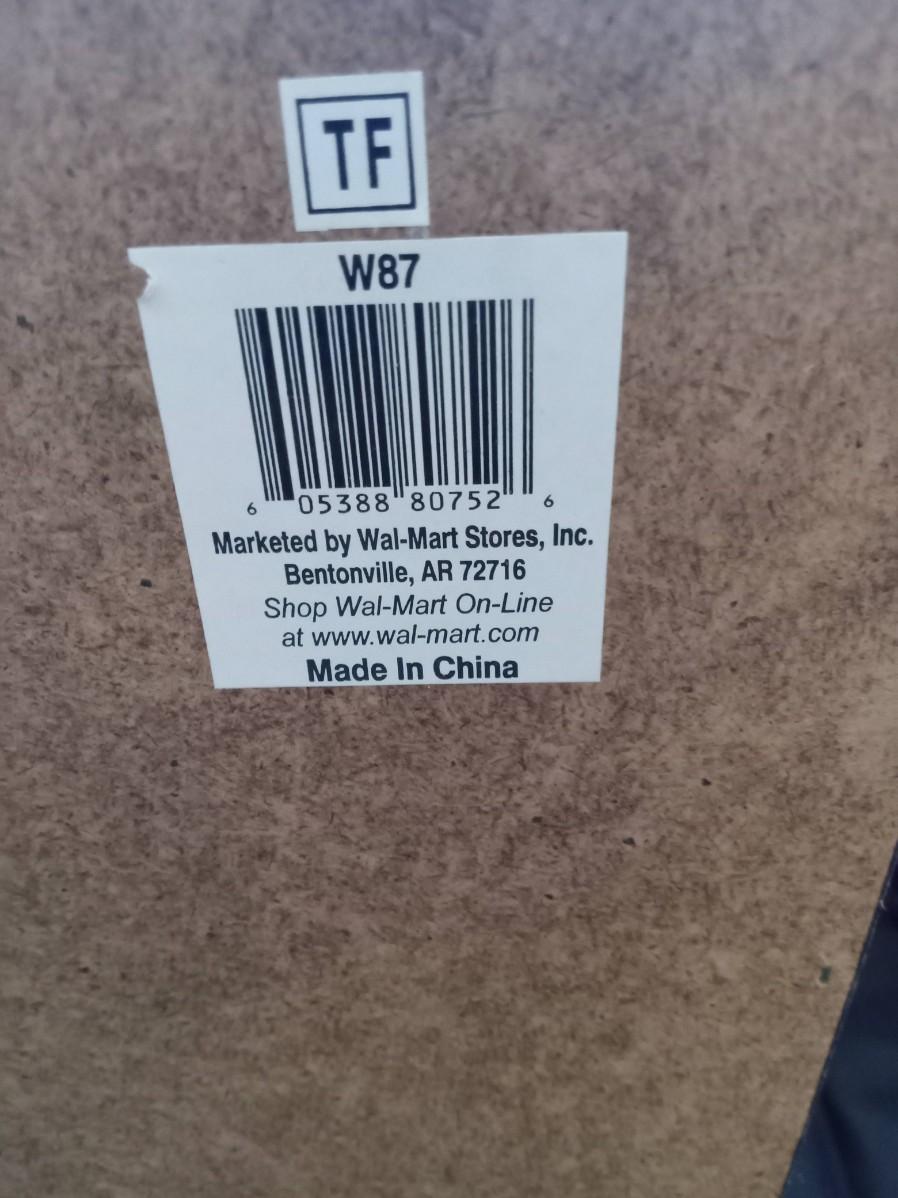 TF
W87
6 05388 80752 6
Marketed by Wal-Mart Stores, Inc.
Bentonville, AR 72716
Shop Wal-Mart On-Line
at www.wal-mart.com
Made In China